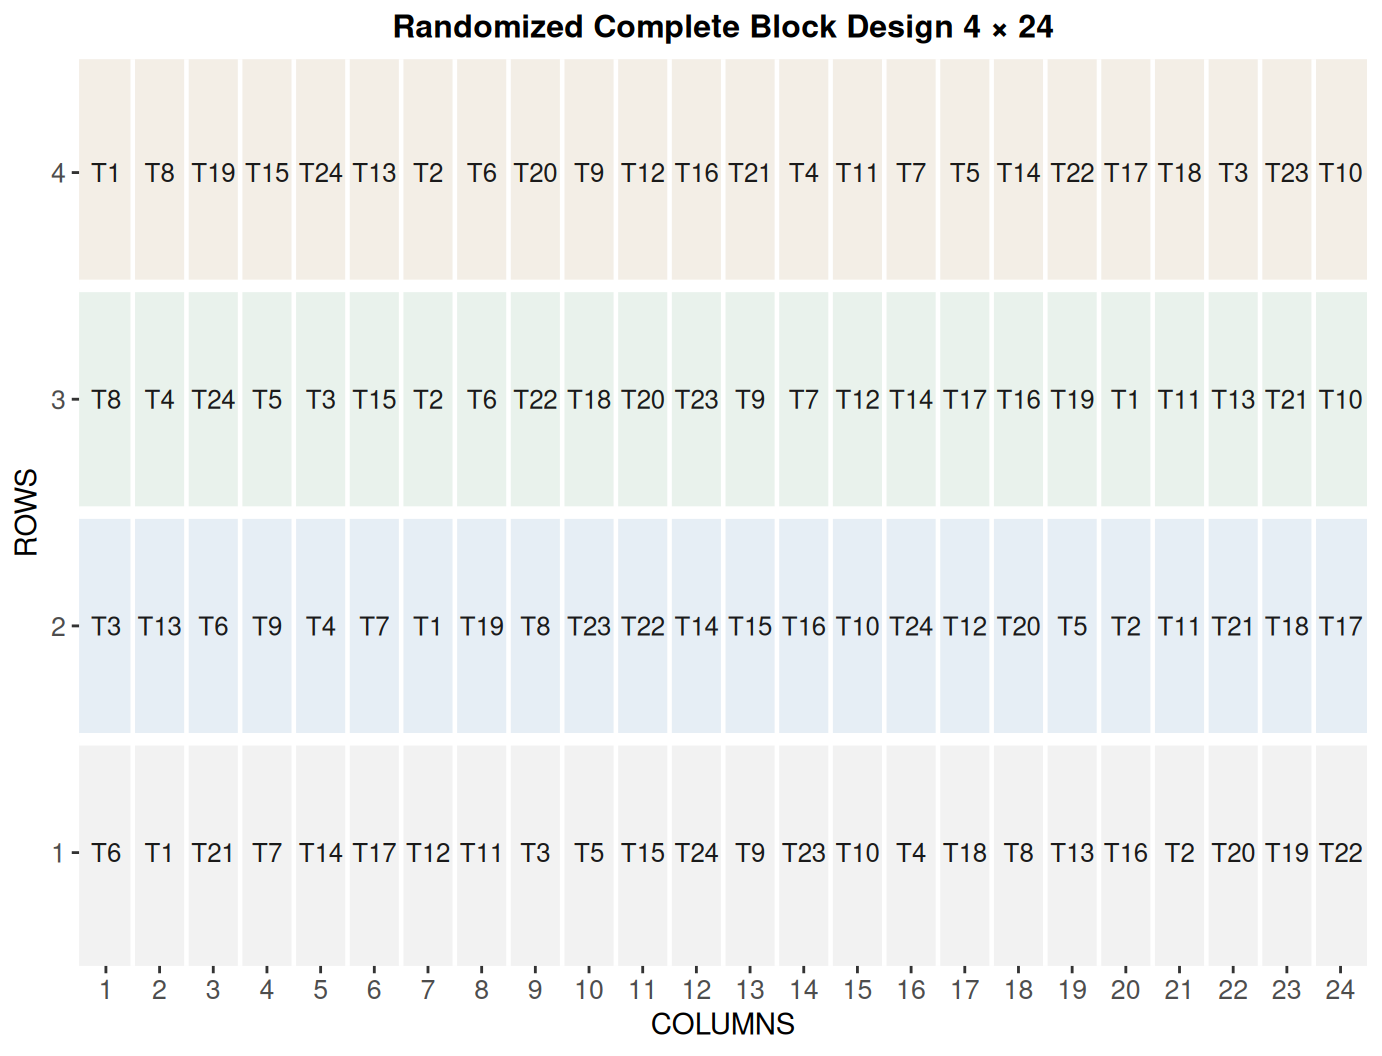 Randomized Complete Block Design 4 × 24
4 T1 T8 T19 T15 T24 T13 T2 T6 T20 T9 T12 T16 T21 T4 T11 T7 T5 T14 T22 T17 T18 T3 T23 T10
3 T8 T4 T24 T5 T3 T15 T2 T6 T22 T18 T20 T23 T9 T7 T12 T14 T17 T16 T19 T1 T11 T13 T21 T10
ROWS
2 T3 T13 T6 T9 T4 T7 T1 T19 T8 T23 T22 T14 T15 T16 T10 T24 T12 T20 T5 T2 T11 T21 T18 T17
1 T6 T1 T21 T7 T14 T17 T12 T11 T3 T5 T15 T24 T9 T23 T10 T4 T18 T8 T13 T16 T2 T20 T19 T22
1 2 3 4 5 6 7 8 9 10 11 12 13 14 15 16 17 18 19 20 21 22 23 24
COLUMNS